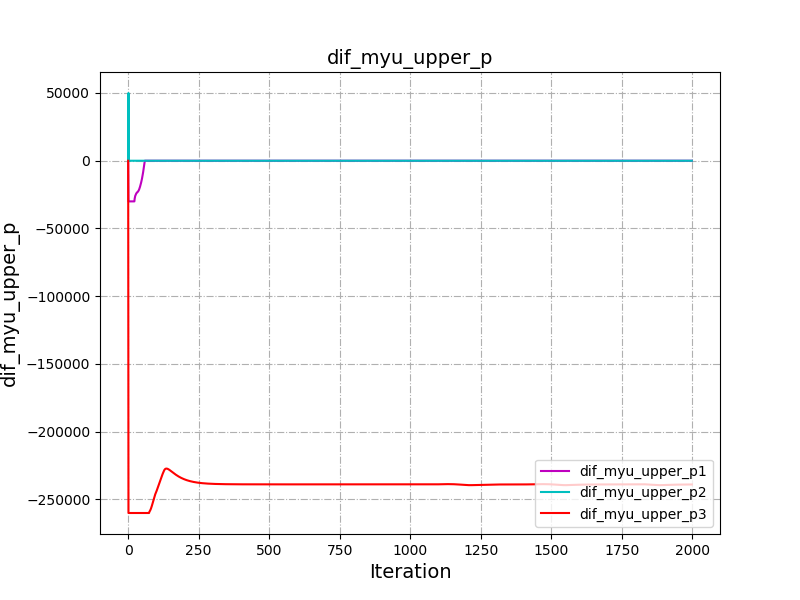 dif_myu_upper_p
dif_myu_upper_p
50000
0
−50000
−100000
−150000
−200000
−250000
0
250
500
750
1000
1250
1500
1750
2000
Iteration
dif_myu_upper_p1
dif_myu_upper_p2
dif_myu_upper_p3